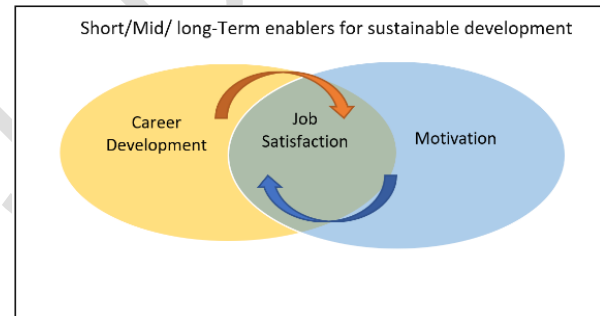 Short/Mid/ long-Term enablers for sustainable development
Career
Development
Job
Satisfaction
Motivation